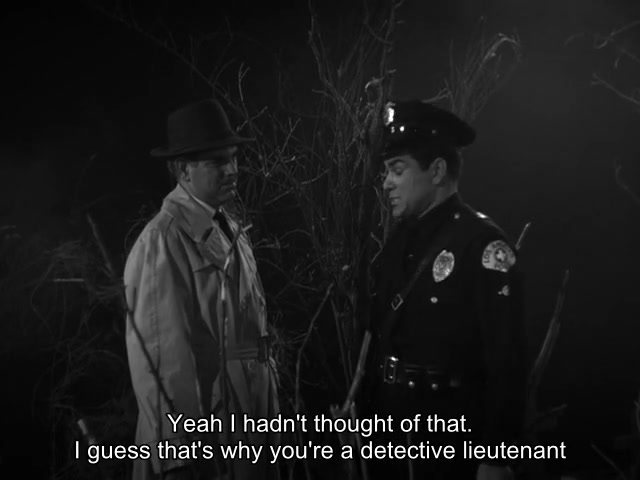 Yeah I hadn't thought of that.
I guess that's why you're a detective lieutenant